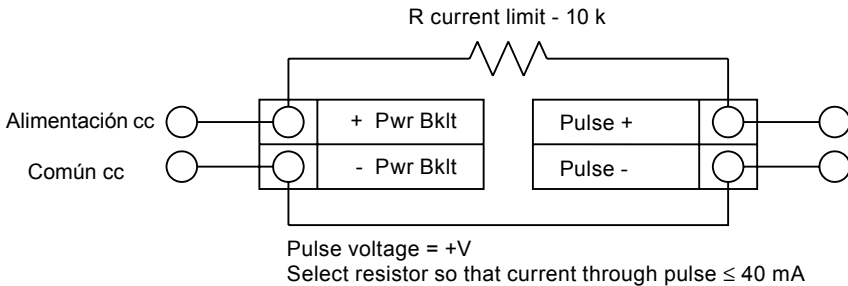 R current limit - 10 k
Alimentación cc
+ Pwr Bklt
Pulse +
Común cc
- Pwr Bklt
Pulse -
Pulse voltage = +V
Select resistor so that current through pulse ≤ 40 mA